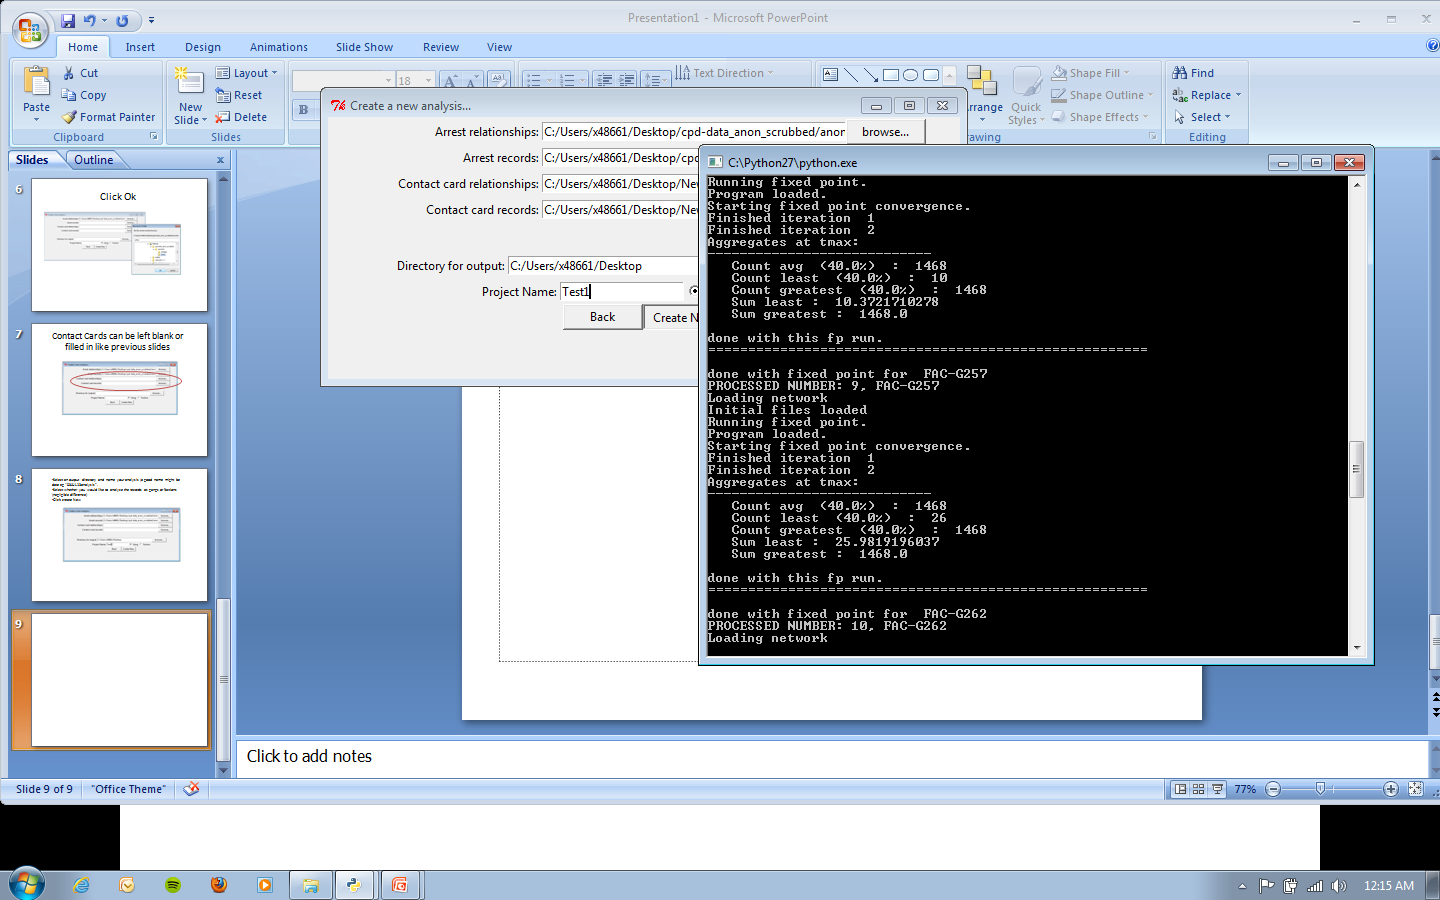 Presentation1 - Microsoft PowerPoint
Home Insert Design Animations Slide Show Review View
Paste
Cut
Copy
Format Painter
Clipboard
New
Slide
Layout
Reset
Delete
Slides
18
B
Text Direction
Arrange
Quick
Styles
Shape Fill
Shape Outline
Shape Effects
rawing
Find
Replace
Select
Editing
Slides Outline
6
Click Ok
7
Contact Cards can be left blank or
filled in like previous slides
8
9
Create a new analysis...
Arrest relationships: C:/Users/x48661/Desktop/cpd-data_anon_scrubbed/anon browse...
Arrest records: C:/Users/x48661/Desktop/cpd
Contact card relationships: C:/Users/x48661/Desktop/Nev
Contact card records: C:/Users/x48661/Desktop/Nev
Directory for output: C:/Users/x48661/Desktop
Project Name: Test1
Back Create N
C:\Python27\python.exe
Running fixed point.
Program loaded.
Starting fixed point convergence.
Finished iteration 1
Finished iteration 2
Aggregates at tmax:
----------------------------
Count avg (40.0%) : 1468
Count least (40.0%) : 10
Count greatest (40.0%) : 1468
Sum least : 10.3721710278
Sum greatest : 1468.0
done with this fp run.
=======================================================
done with fixed point for FAC-G257
PROCESSED NUMBER: 9, FAC-G257
Loading network
Initial files loaded
Running fixed point.
Program loaded.
Starting fixed point convergence.
Finished iteration 1
Finished iteration 2
Aggregates at tmax:
----------------------------
Count avg (40.0%) : 1468
Count least (40.0%) : 26
Count greatest (40.0%) : 1468
Sum least : 25.9819196037
Sum greatest : 1468.0
done with this fp run.
=======================================================
done with fixed point for FAC-G262
PROCESSED NUMBER: 10, FAC-G262
Loading network
Click to add notes
Slide 9 of 9 "Office Theme" 77%
12:15 AM